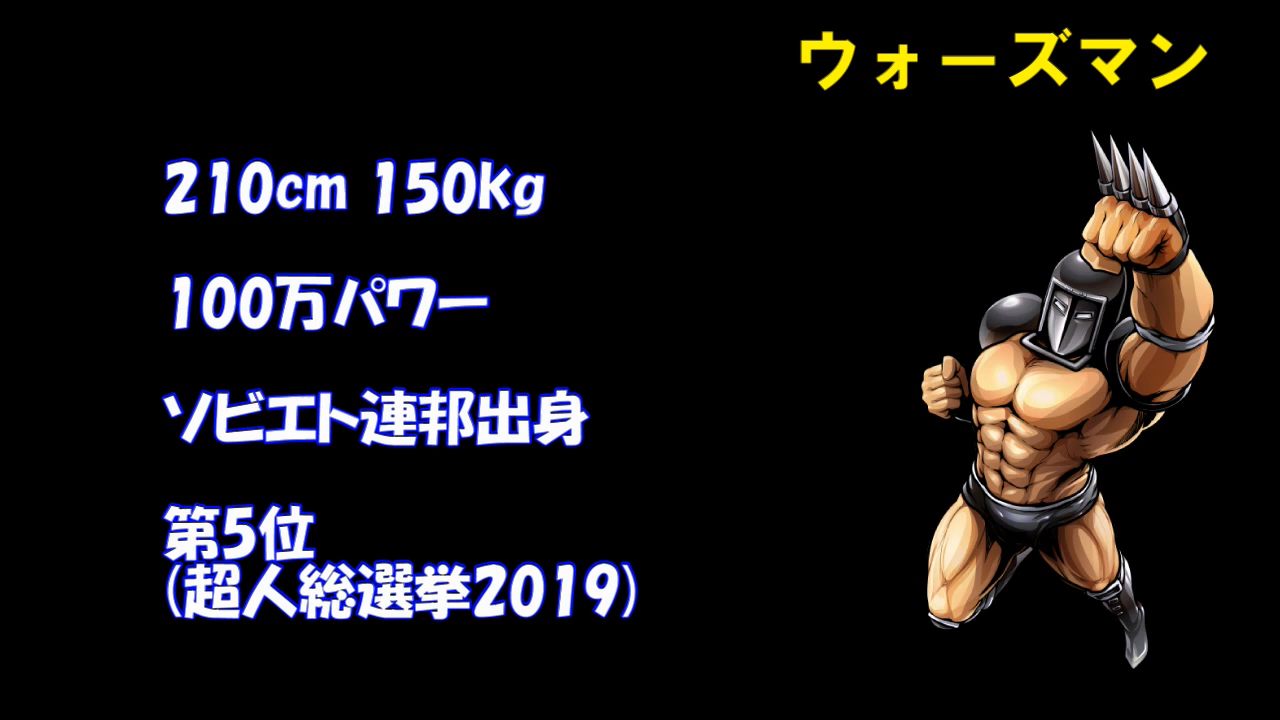 ウォーズマン
210cm 150kg
100万パワー
ソビエト連邦出身
第5位
(超人総選挙2019)